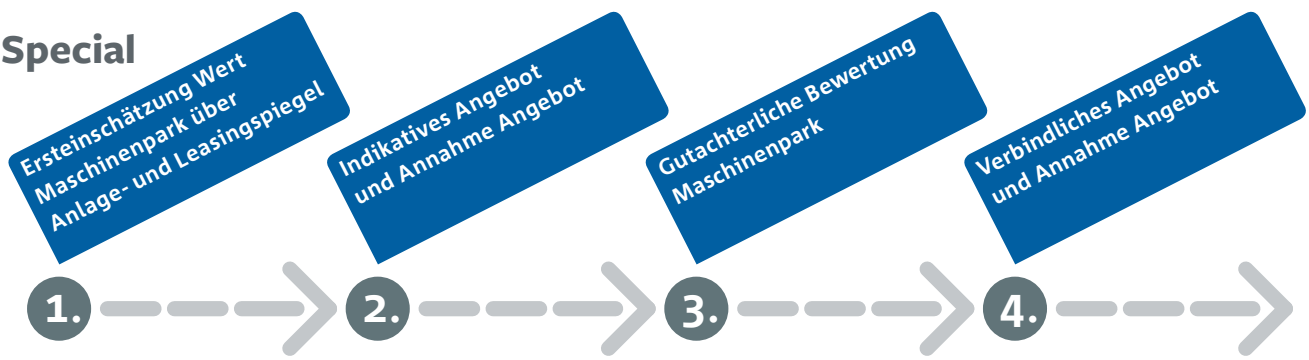 Special
Ersteinschätzung Wert
Maschinenpark über
Anlage- und Leasingspiegel
1.
Indikatives Angebot
und Annahme Angebot
2.
Gutachterliche Bewertung
Maschinenpark
3.
Verbindliches Angebot
und Annahme Angebot
4.